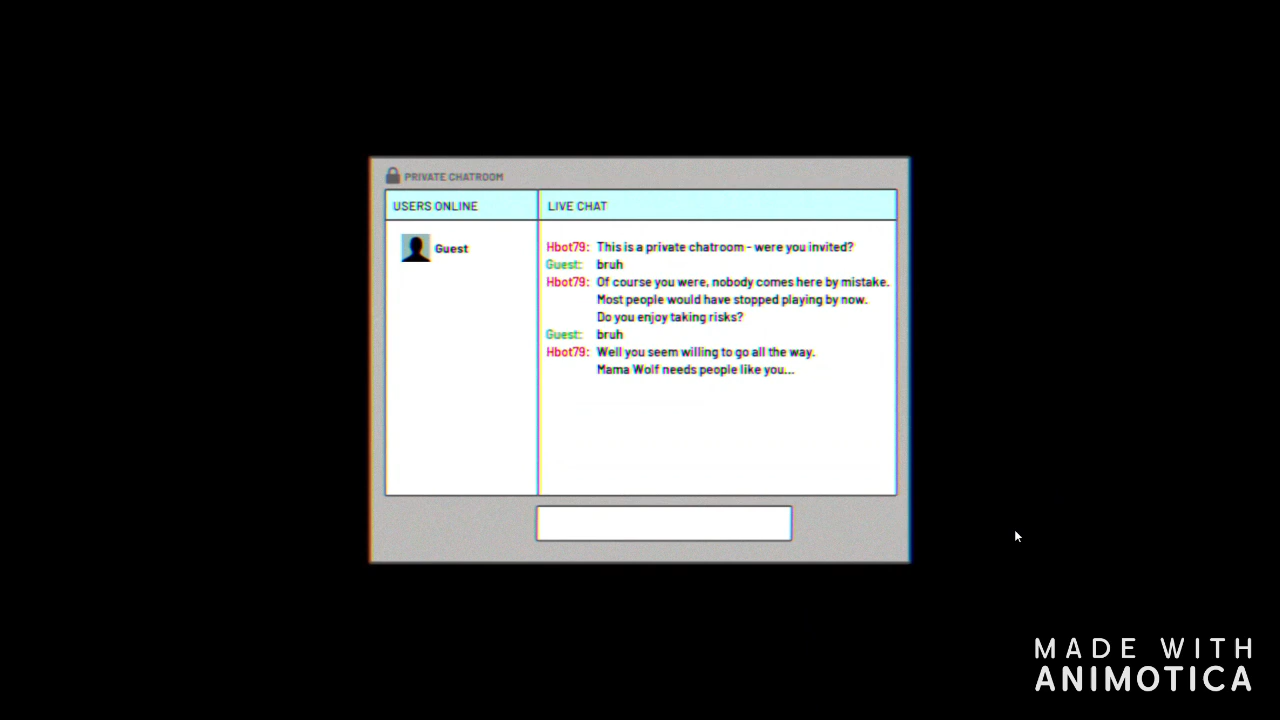 PRIVATE CHATROOM
USERS ONLINE
LIVE CHAT
Guest
Hbot79: This is a private chatroom - were you invited?
Guest: bruh
Hbot79: Of course you were, nobody comes here by mistake.
Most people would have stopped playing by now.
Do you enjoy taking risks?
Guest: bruh
Hbot79: Well you seem willing to go all the way.
Mama Wolf needs people like you...
MADE WITH
ANIMOTICA